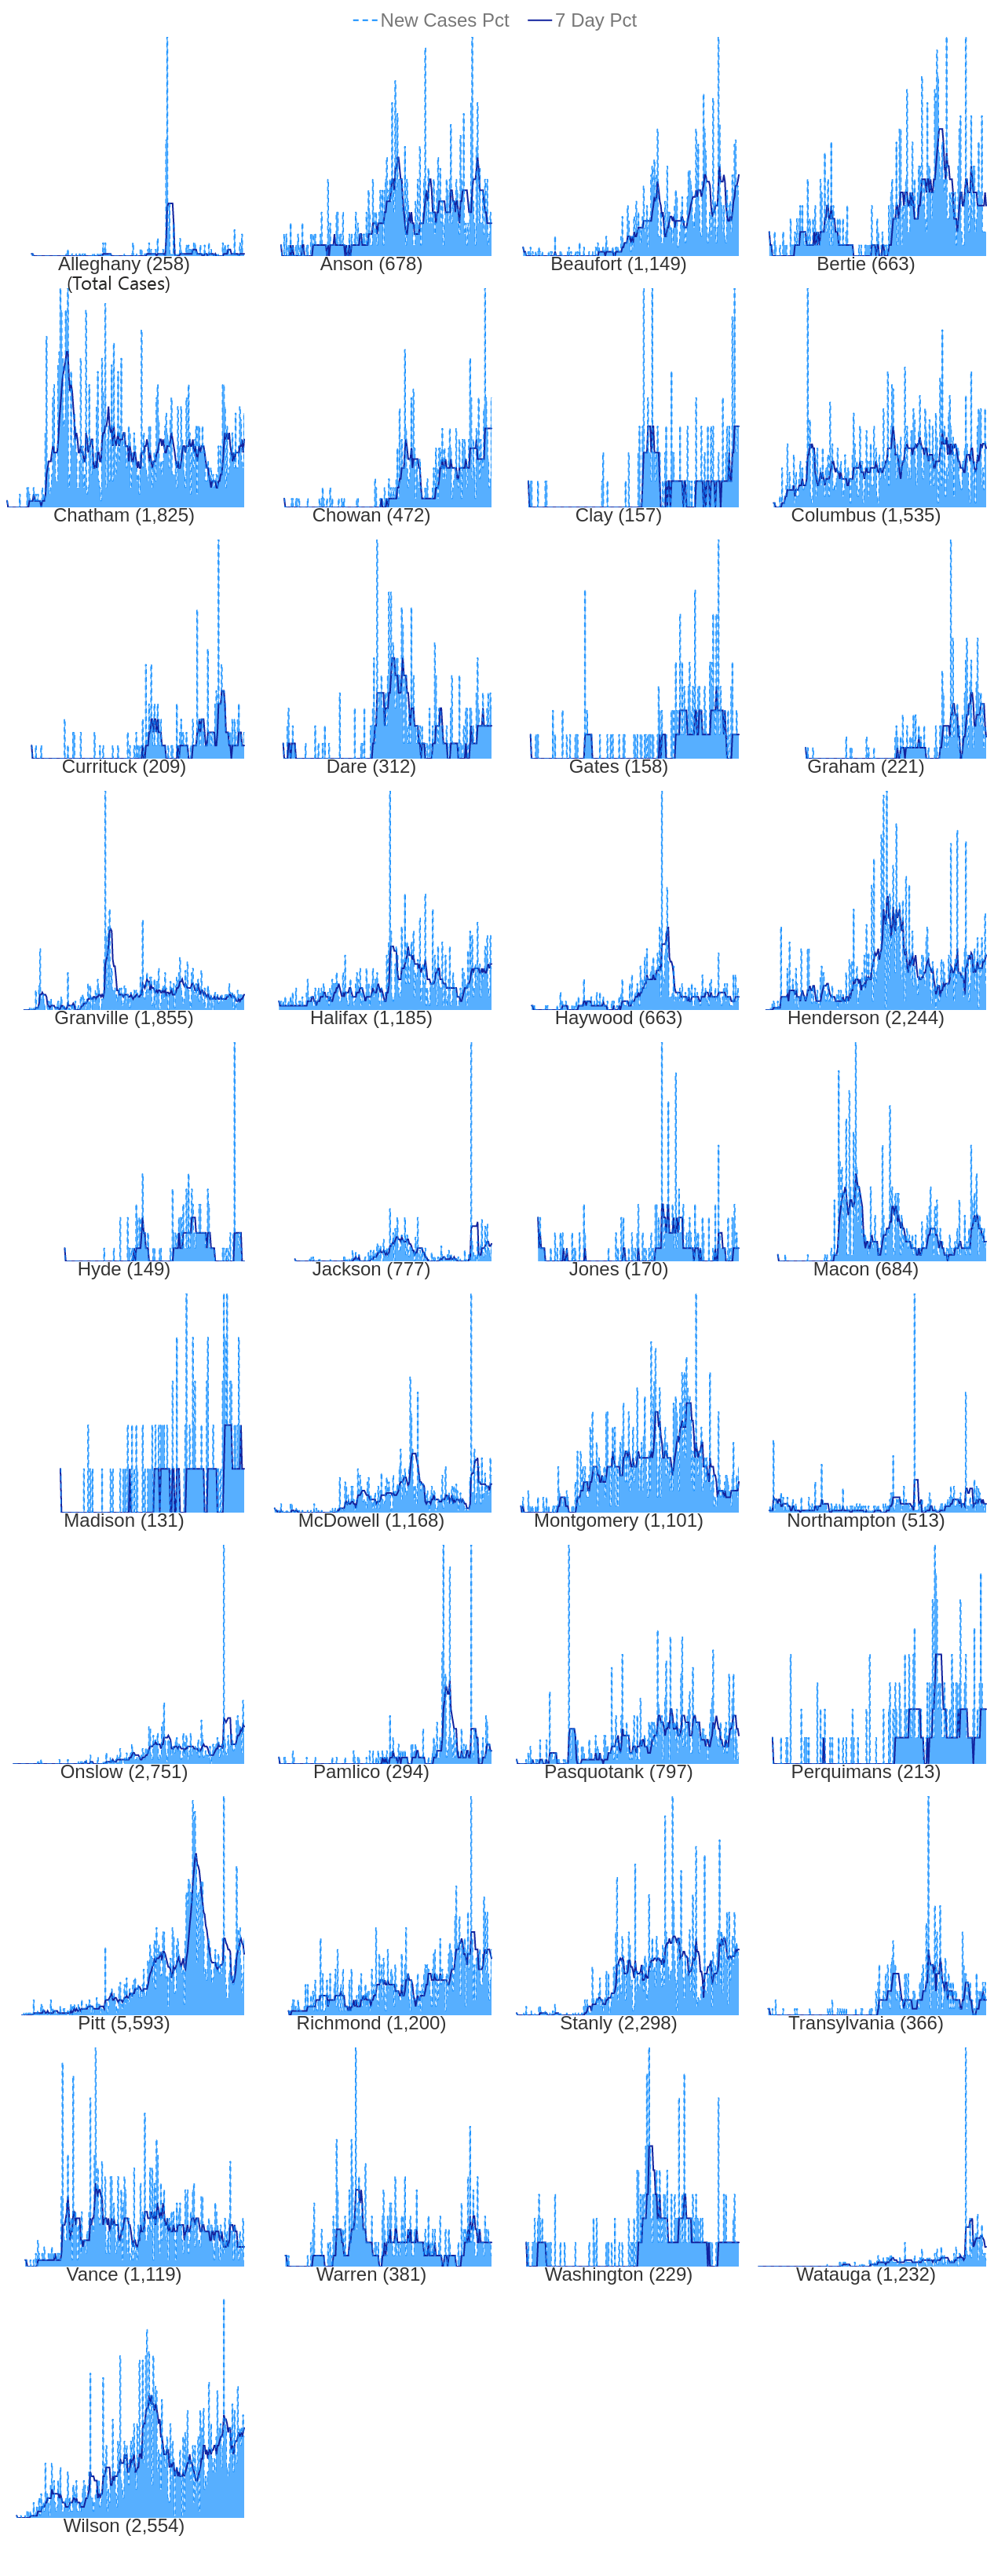 New Cases Pct 7 Day Pct
Alleghany (258) Anson (678) Beaufort (1,149) Bertie (663)
(Total Cases)
Chatham (1,825) Chowan (472) Clay (157) Columbus (1,535)
Currituck (209) Dare (312) Gates (158) Graham (221)
Granville (1,855) Halifax (1,185) Haywood (663) Henderson (2,244)
Hyde (149) Jackson (777) Jones (170) Macon (684)
Madison (131) McDowell (1,168) Montgomery (1,101) Northampton (513)
Onslow (2,751) Pamlico (294) Pasquotank (797) Perquimans (213)
Pitt (5,593) Richmond (1,200) Stanly (2,298) Transylvania (366)
Vance (1,119) Warren (381) Washington (229) Watauga (1,232)
Wilson (2,554)